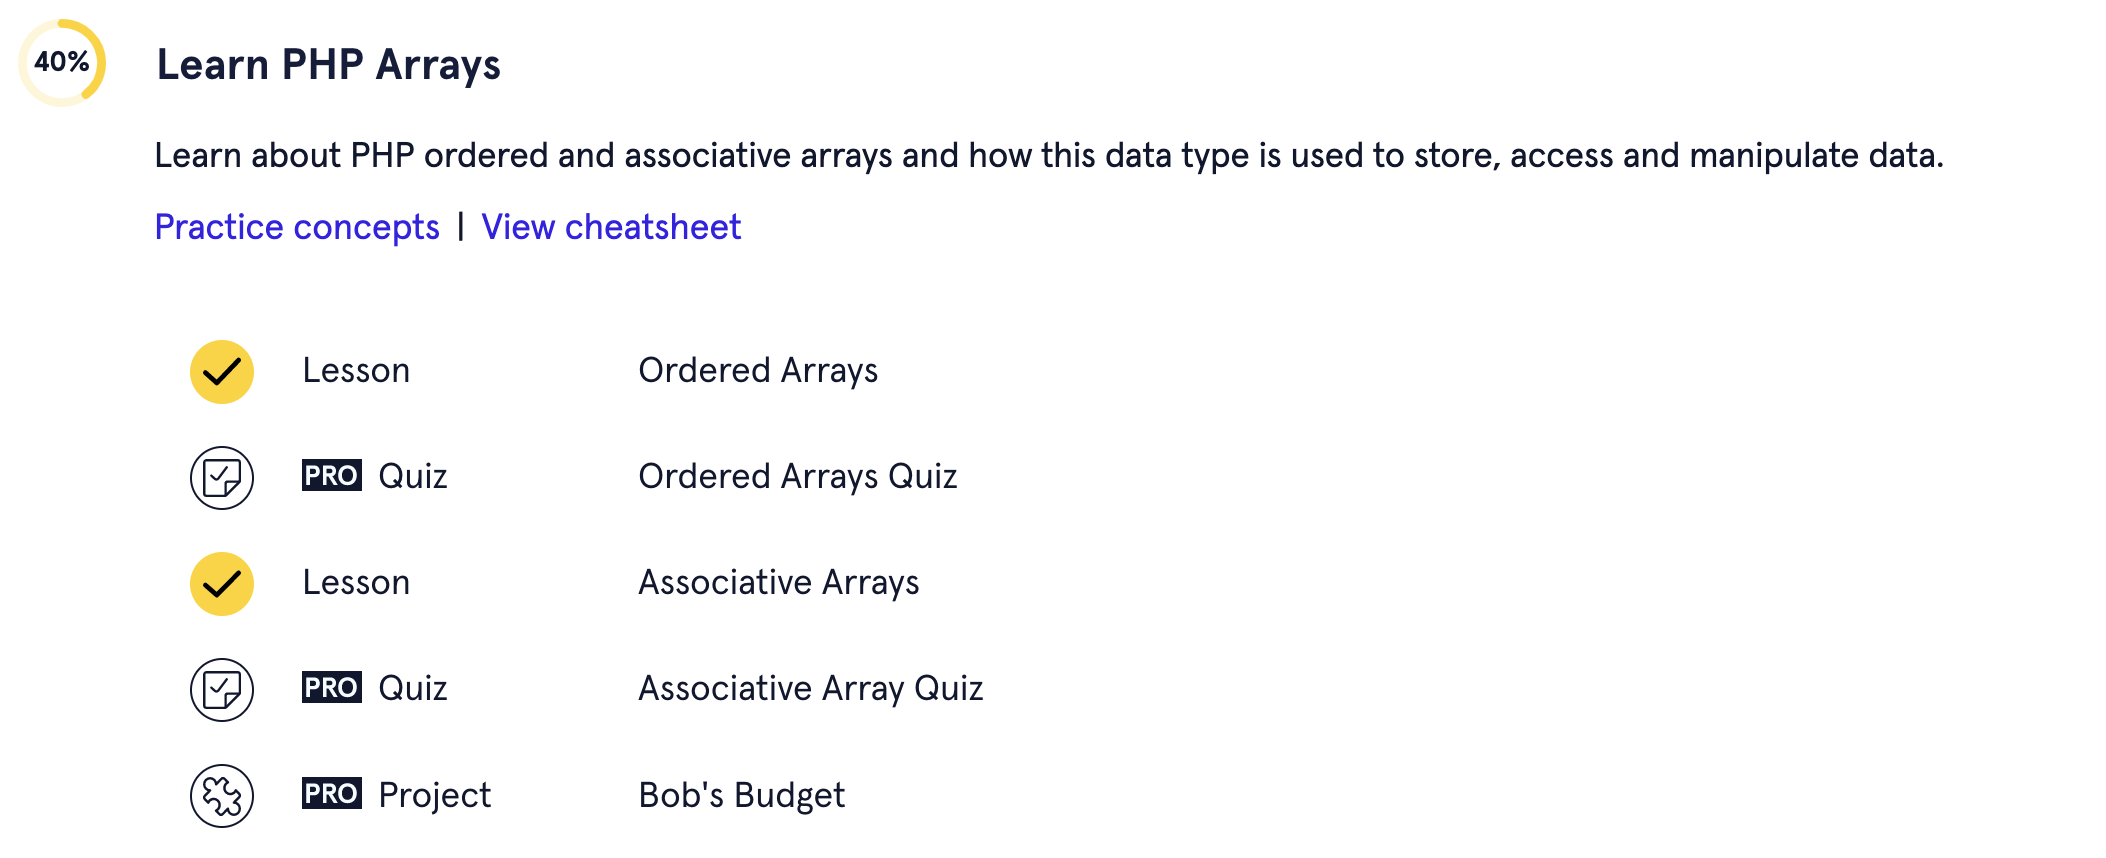 40%
Learn PHP Arrays
Learn about PHP ordered and associative arrays and how this data type is used to store, access and manipulate data.
Practice concepts | View cheatsheet
Lesson Ordered Arrays
PRO Quiz Ordered Arrays Quiz
Lesson Associative Arrays
PRO Quiz Associative Array Quiz
PRO Project Bob's Budget